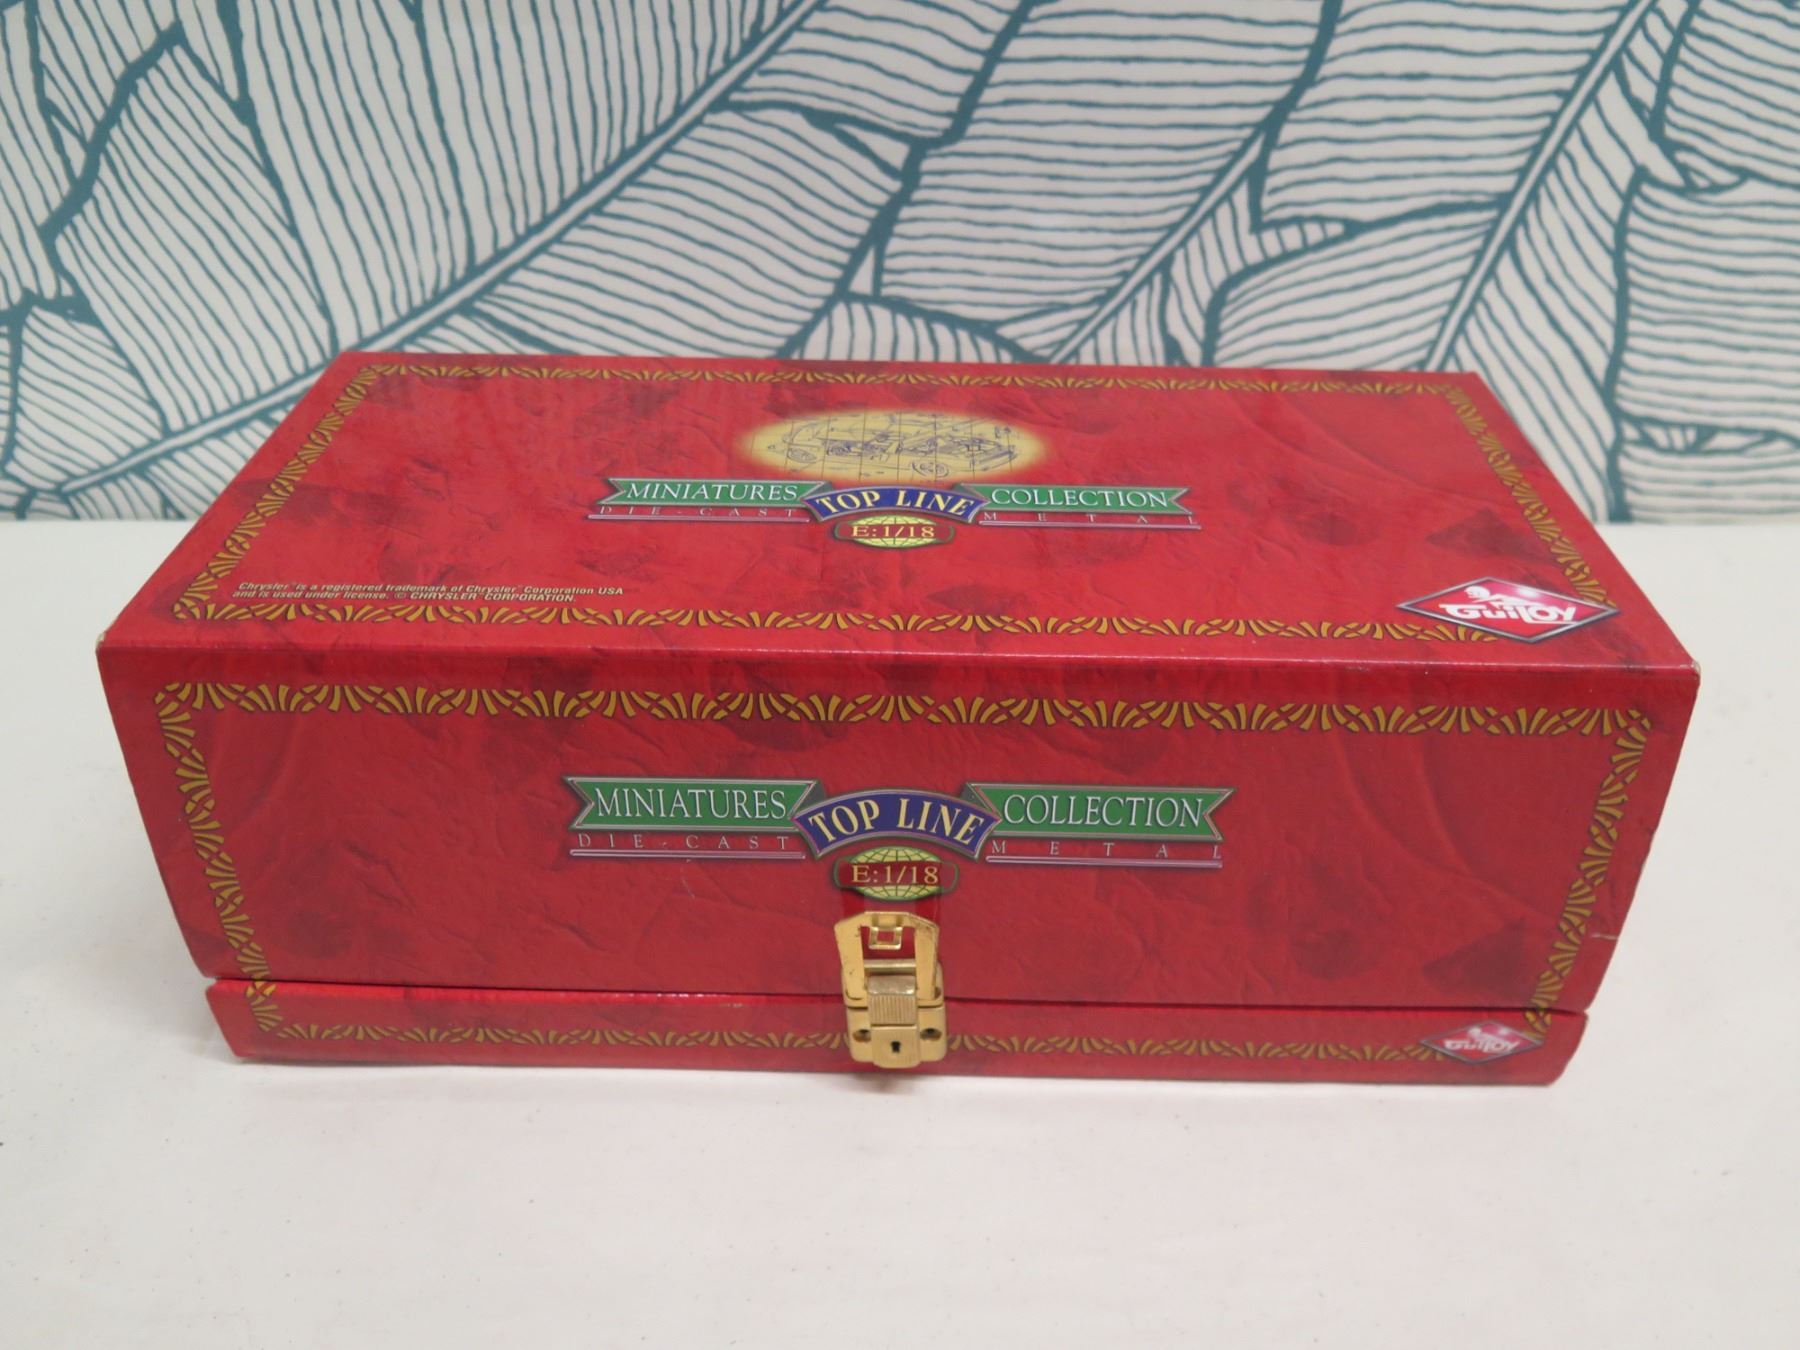 MINIATURES TOP LINE COLLECTION
DIE-CAST METAL
E:1/18
Chrysler is a registered trademark of Chrysler Corporation USA
and is used under license. © CHRYSLER CORPORATION.
GUILOY
MINIATURES TOP LINE COLLECTION
DIE-CAST METAL
E:1/18
GUILOY